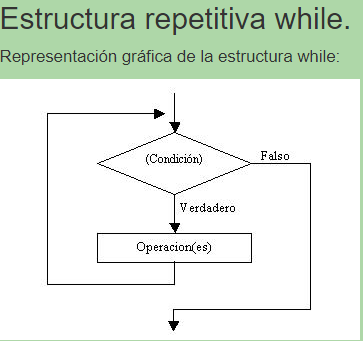 Estructura repetitiva while.
Representación gráfica de la estructura while:
(Condición)
Falso
Verdadero
Operacion(es)